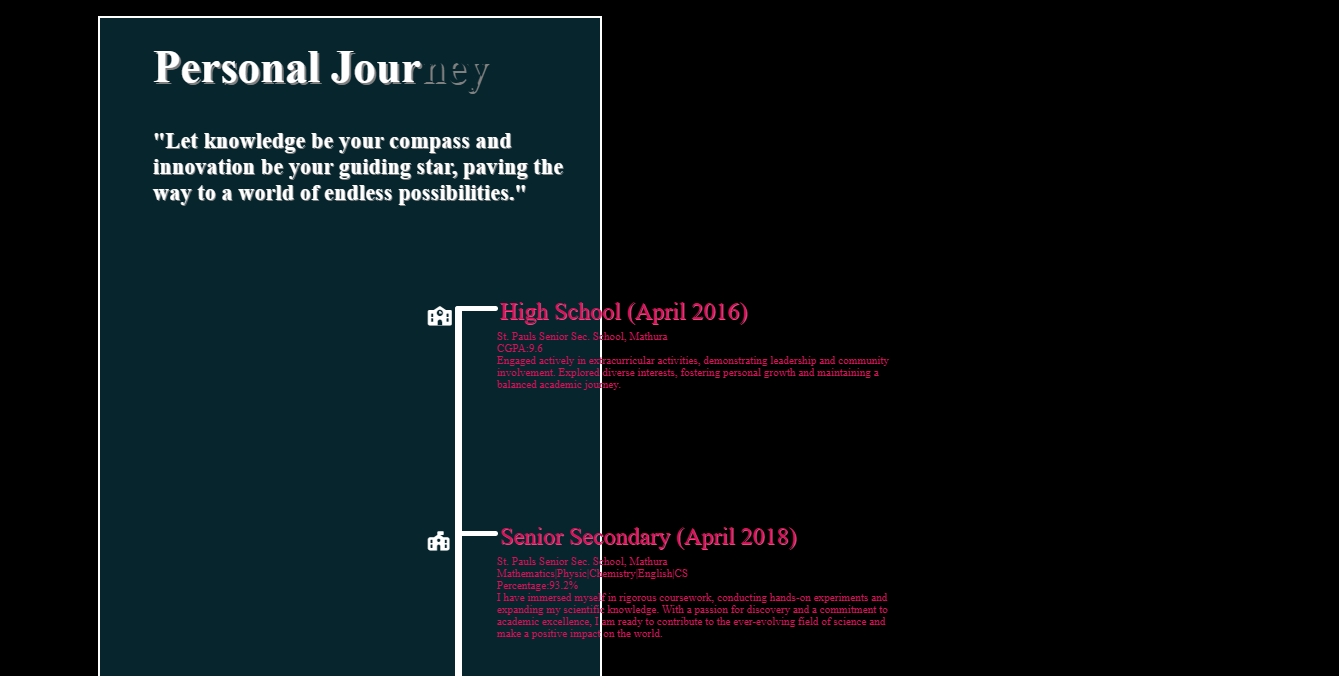 Personal Journey
"Let knowledge be your compass and
innovation be your guiding star, paving the
way to a world of endless possibilities."
High School (April 2016)
St. Pauls Senior Sec. School, Mathura
CGPA:9.6
Engaged actively in extracurricular activities, demonstrating leadership and community
involvement. Explored diverse interests, fostering personal growth and maintaining a
balanced academic journey.
Senior Secondary (April 2018)
St. Pauls Senior Sec. School, Mathura
Mathematics|Physic|Chemistry|English|CS
Percentage:93.2%
I have immersed myself in rigorous coursework, conducting hands-on experiments and
expanding my scientific knowledge. With a passion for discovery and a commitment to
academic excellence, I am ready to contribute to the ever-evolving field of science and
make a positive impact on the world.